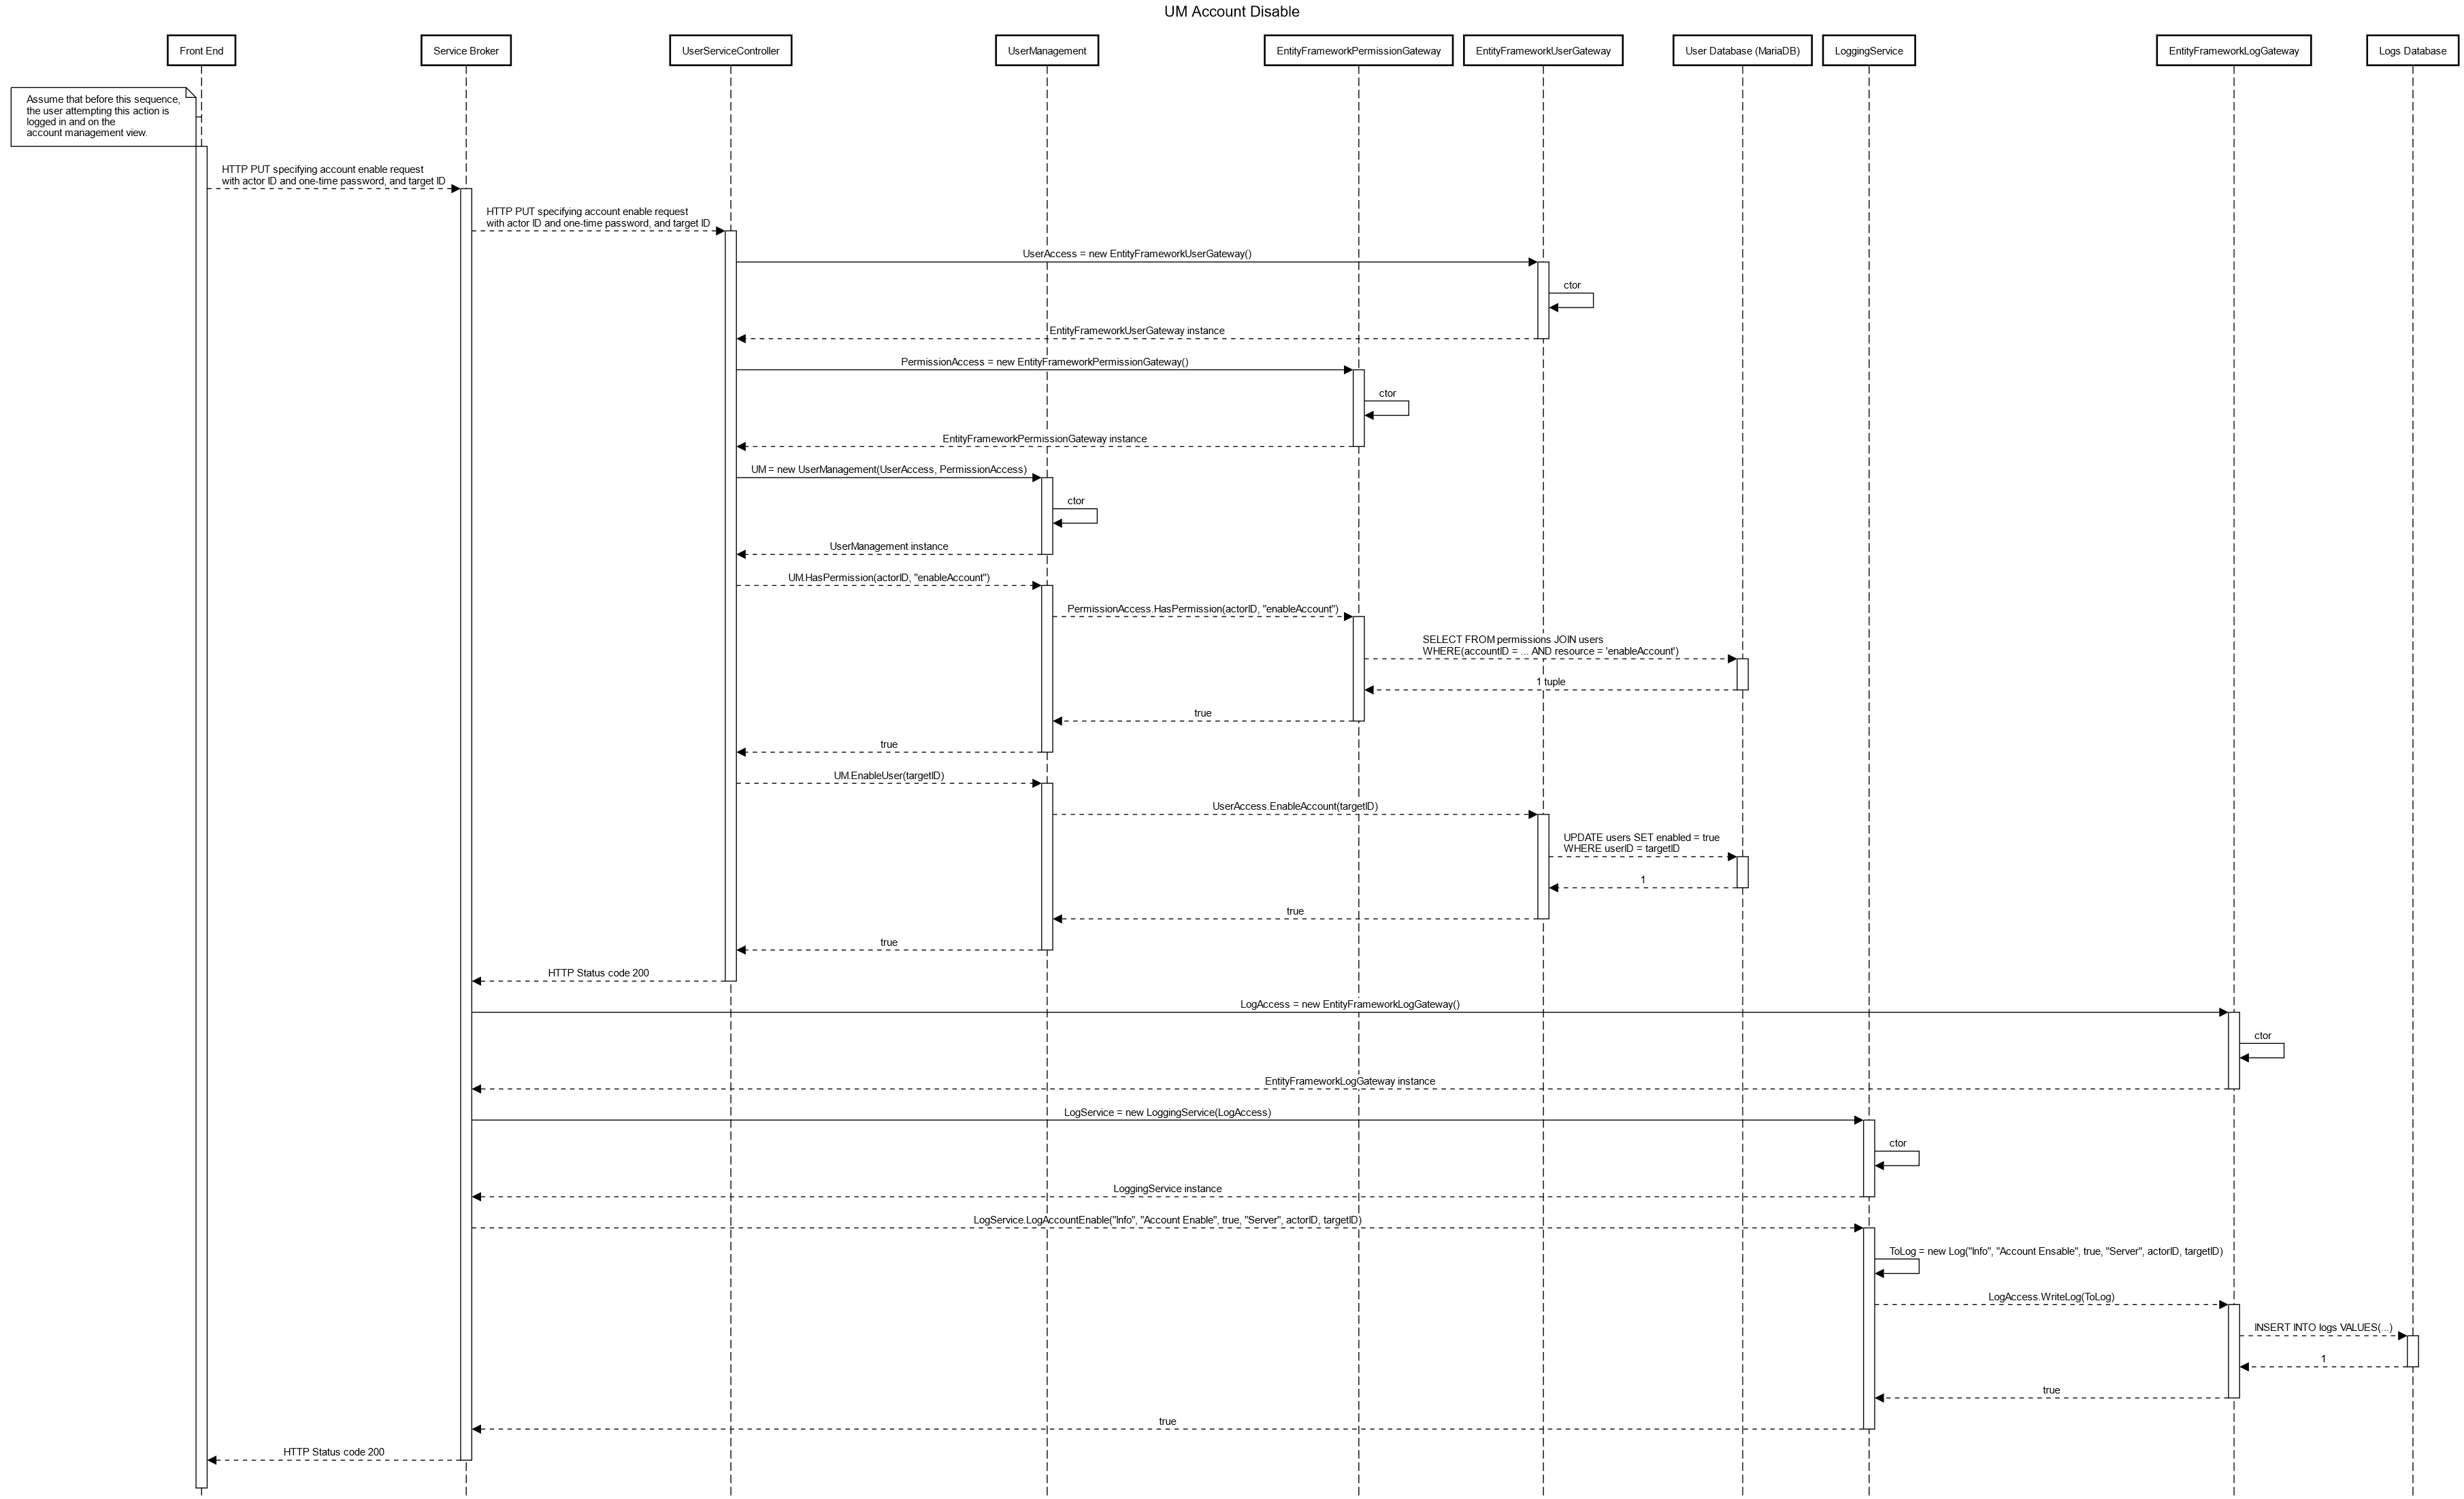 UM Account Disable
Front End
Service Broker
UserServiceController
UserManagement
EntityFrameworkPermissionGateway
EntityFrameworkUserGateway
User Database (MariaDB)
LoggingService
EntityFrameworkLogGateway
Logs Database
Assume that before this sequence,
the user attempting this action is
logged in and on the
account management view.
HTTP PUT specifying account enable request
with actor ID and one-time password, and target ID
HTTP PUT specifying account enable request
with actor ID and one-time password, and target ID
UserAccess = new EntityFrameworkUserGateway()
ctor
EntityFrameworkUserGateway instance
PermissionAccess = new EntityFrameworkPermissionGateway()
ctor
EntityFrameworkPermissionGateway instance
UM = new UserManagement(UserAccess, PermissionAccess)
ctor
UserManagement instance
UM.HasPermission(actorID, "enableAccount")
PermissionAccess.HasPermission(actorID, "enableAccount")
SELECT FROM permissions JOIN users
WHERE(accountID = ... AND resource = 'enableAccount')
1 tuple
true
true
UM.EnableUser(targetID)
UserAccess.EnableAccount(targetID)
UPDATE users SET enabled = true
WHERE userID = targetID
1
true
true
HTTP Status code 200
LogAccess = new EntityFrameworkLogGateway()
ctor
EntityFrameworkLogGateway instance
LogService = new LoggingService(LogAccess)
ctor
LoggingService instance
LogService.LogAccountEnable("Info", "Account Enable", true, "Server", actorID, targetID)
ToLog = new Log("Info", "Account Ensable", true, "Server", actorID, targetID)
LogAccess.WriteLog(ToLog)
INSERT INTO logs VALUES(...)
1
true
true
HTTP Status code 200